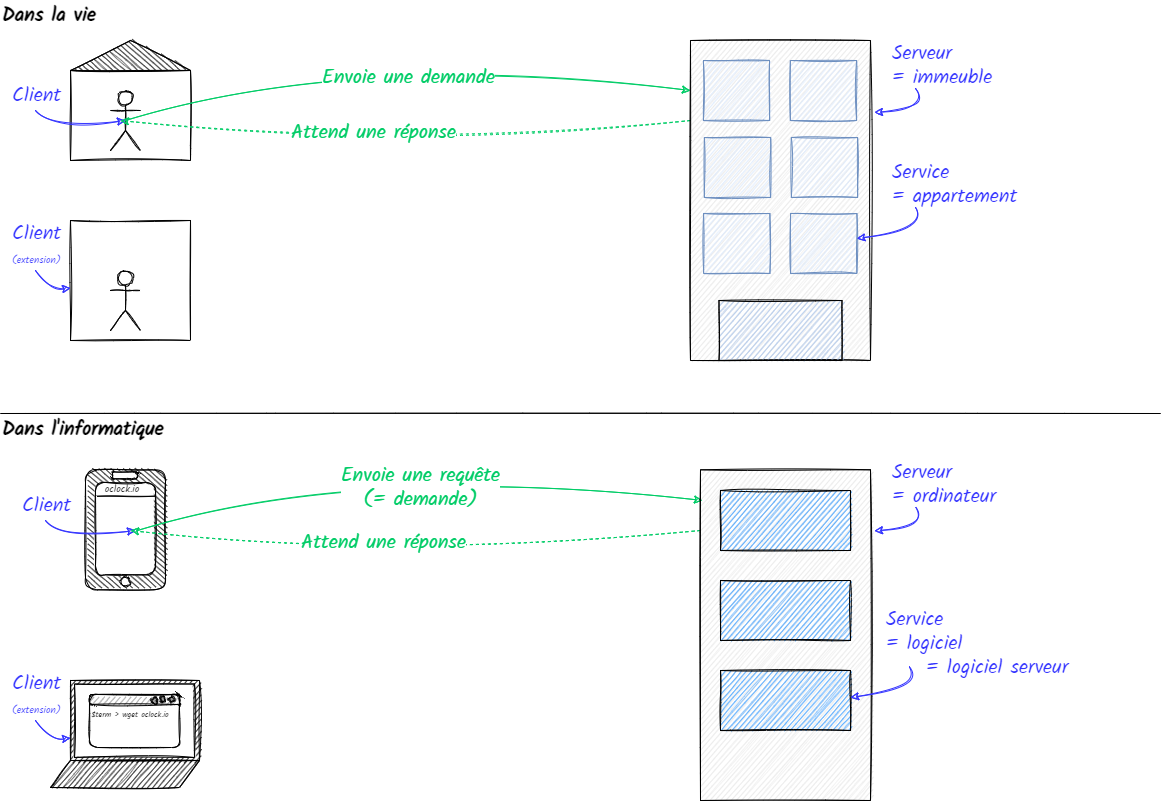 Dans la vie
Client
Envoie une demande
Attend une réponse
Serveur
= immeuble
Service
= appartement
Client
(extension)
Dans l'informatique
oclock.io
Client
Envoie une requête
(= demande)
Attend une réponse
Serveur
= ordinateur
Service
= logiciel
= logiciel serveur
Client
(extension)
$term > wget oclock.io